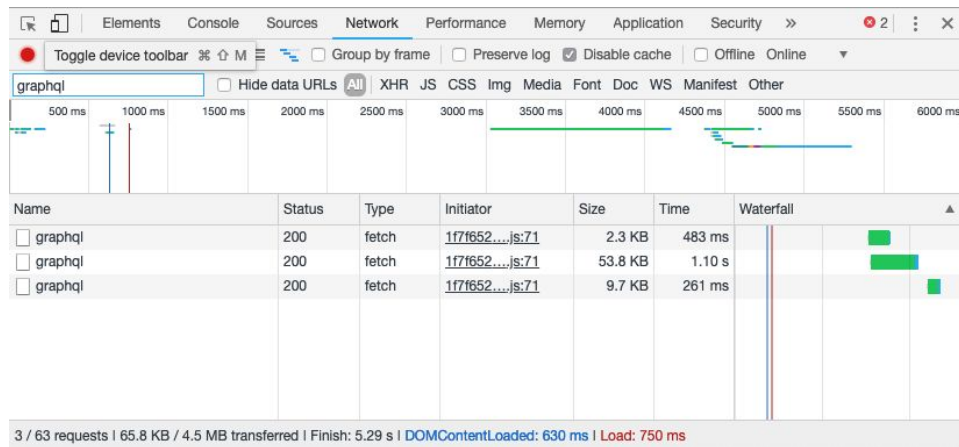 Elements Console Sources Network Performance Memory Application Security » 2
Toggle device toolbar ⌘ ⇧ M Group by frame Preserve log Disable cache Offline Online
graphql Hide data URLs All XHR JS CSS Img Media Font Doc WS Manifest Other
500 ms 1000 ms 1500 ms 2000 ms 2500 ms 3000 ms 3500 ms 4000 ms 4500 ms 5000 ms 5500 ms 6000 ms
Name Status Type Initiator Size Time Waterfall
graphql 200 fetch 1f7f652….js:71 2.3 KB 483 ms
graphql 200 fetch 1f7f652….js:71 53.8 KB 1.10 s
graphql 200 fetch 1f7f652….js:71 9.7 KB 261 ms
3 / 63 requests | 65.8 KB / 4.5 MB transferred | Finish: 5.29 s | DOMContentLoaded: 630 ms | Load: 750 ms